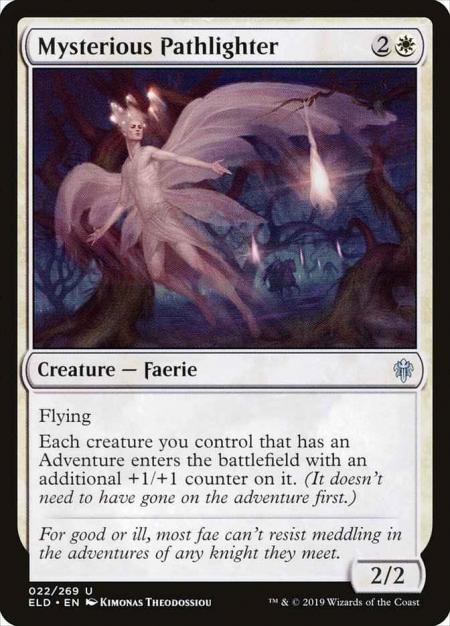 Mysterious Pathlighter 2
Creature — Faerie
Flying
Each creature you control that has an
Adventure enters the battlefield with an
additional +1/+1 counter on it. (It doesn't
need to have gone on the adventure first.)
For good or ill, most fae can't resist meddling in
the adventures of any knight they meet.
2/2
022/269 U
ELD • EN Kimonas Theodossiou ™ & © 2019 Wizards of the Coast